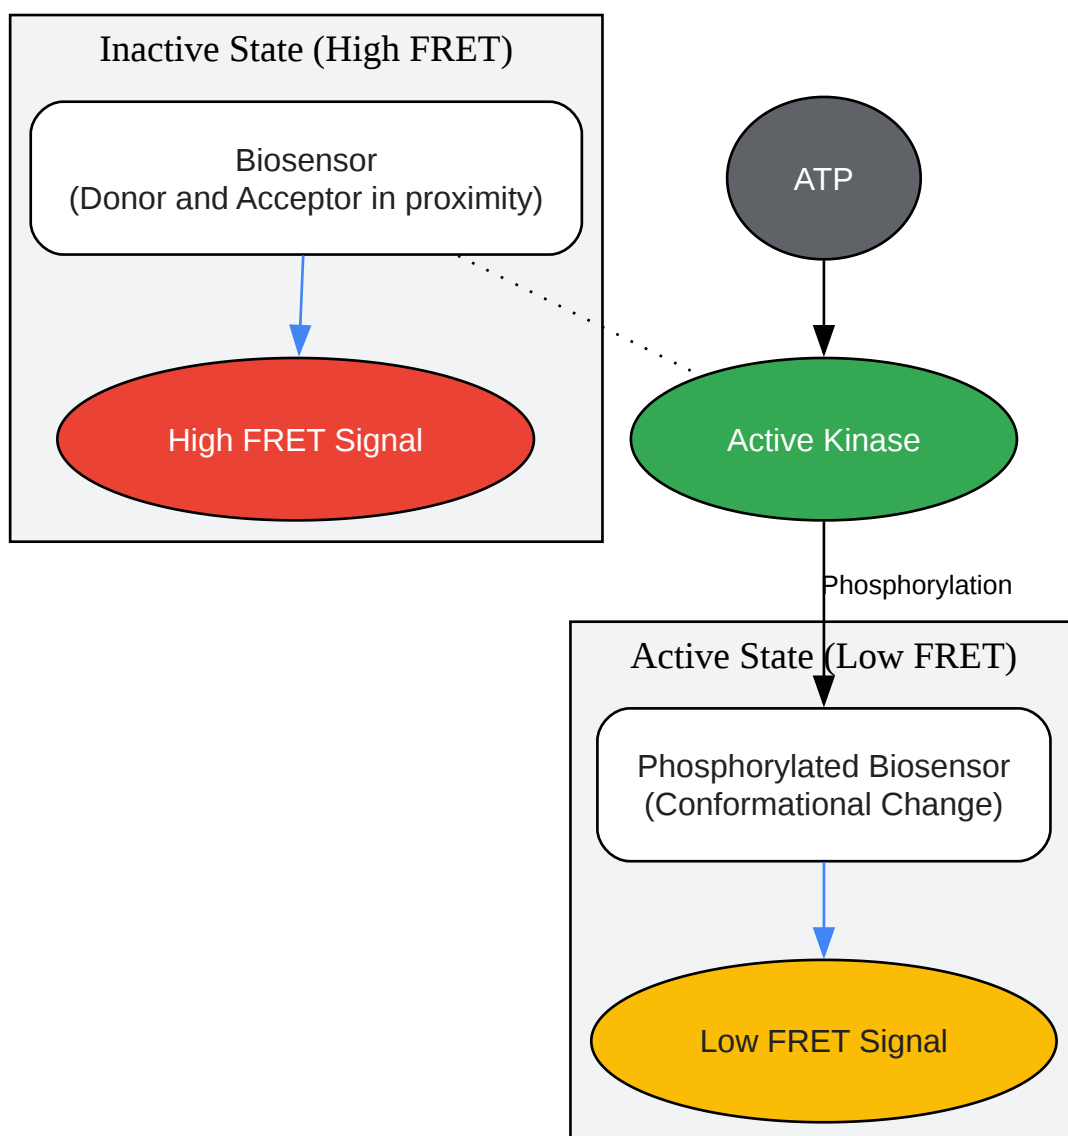 Inactive State (High FRET)
Biosensor
(Donor and Acceptor in proximity)
ATP
High FRET Signal
Active Kinase
Phosphorylation
Active State (Low FRET)
Phosphorylated Biosensor
(Conformational Change)
Low FRET Signal